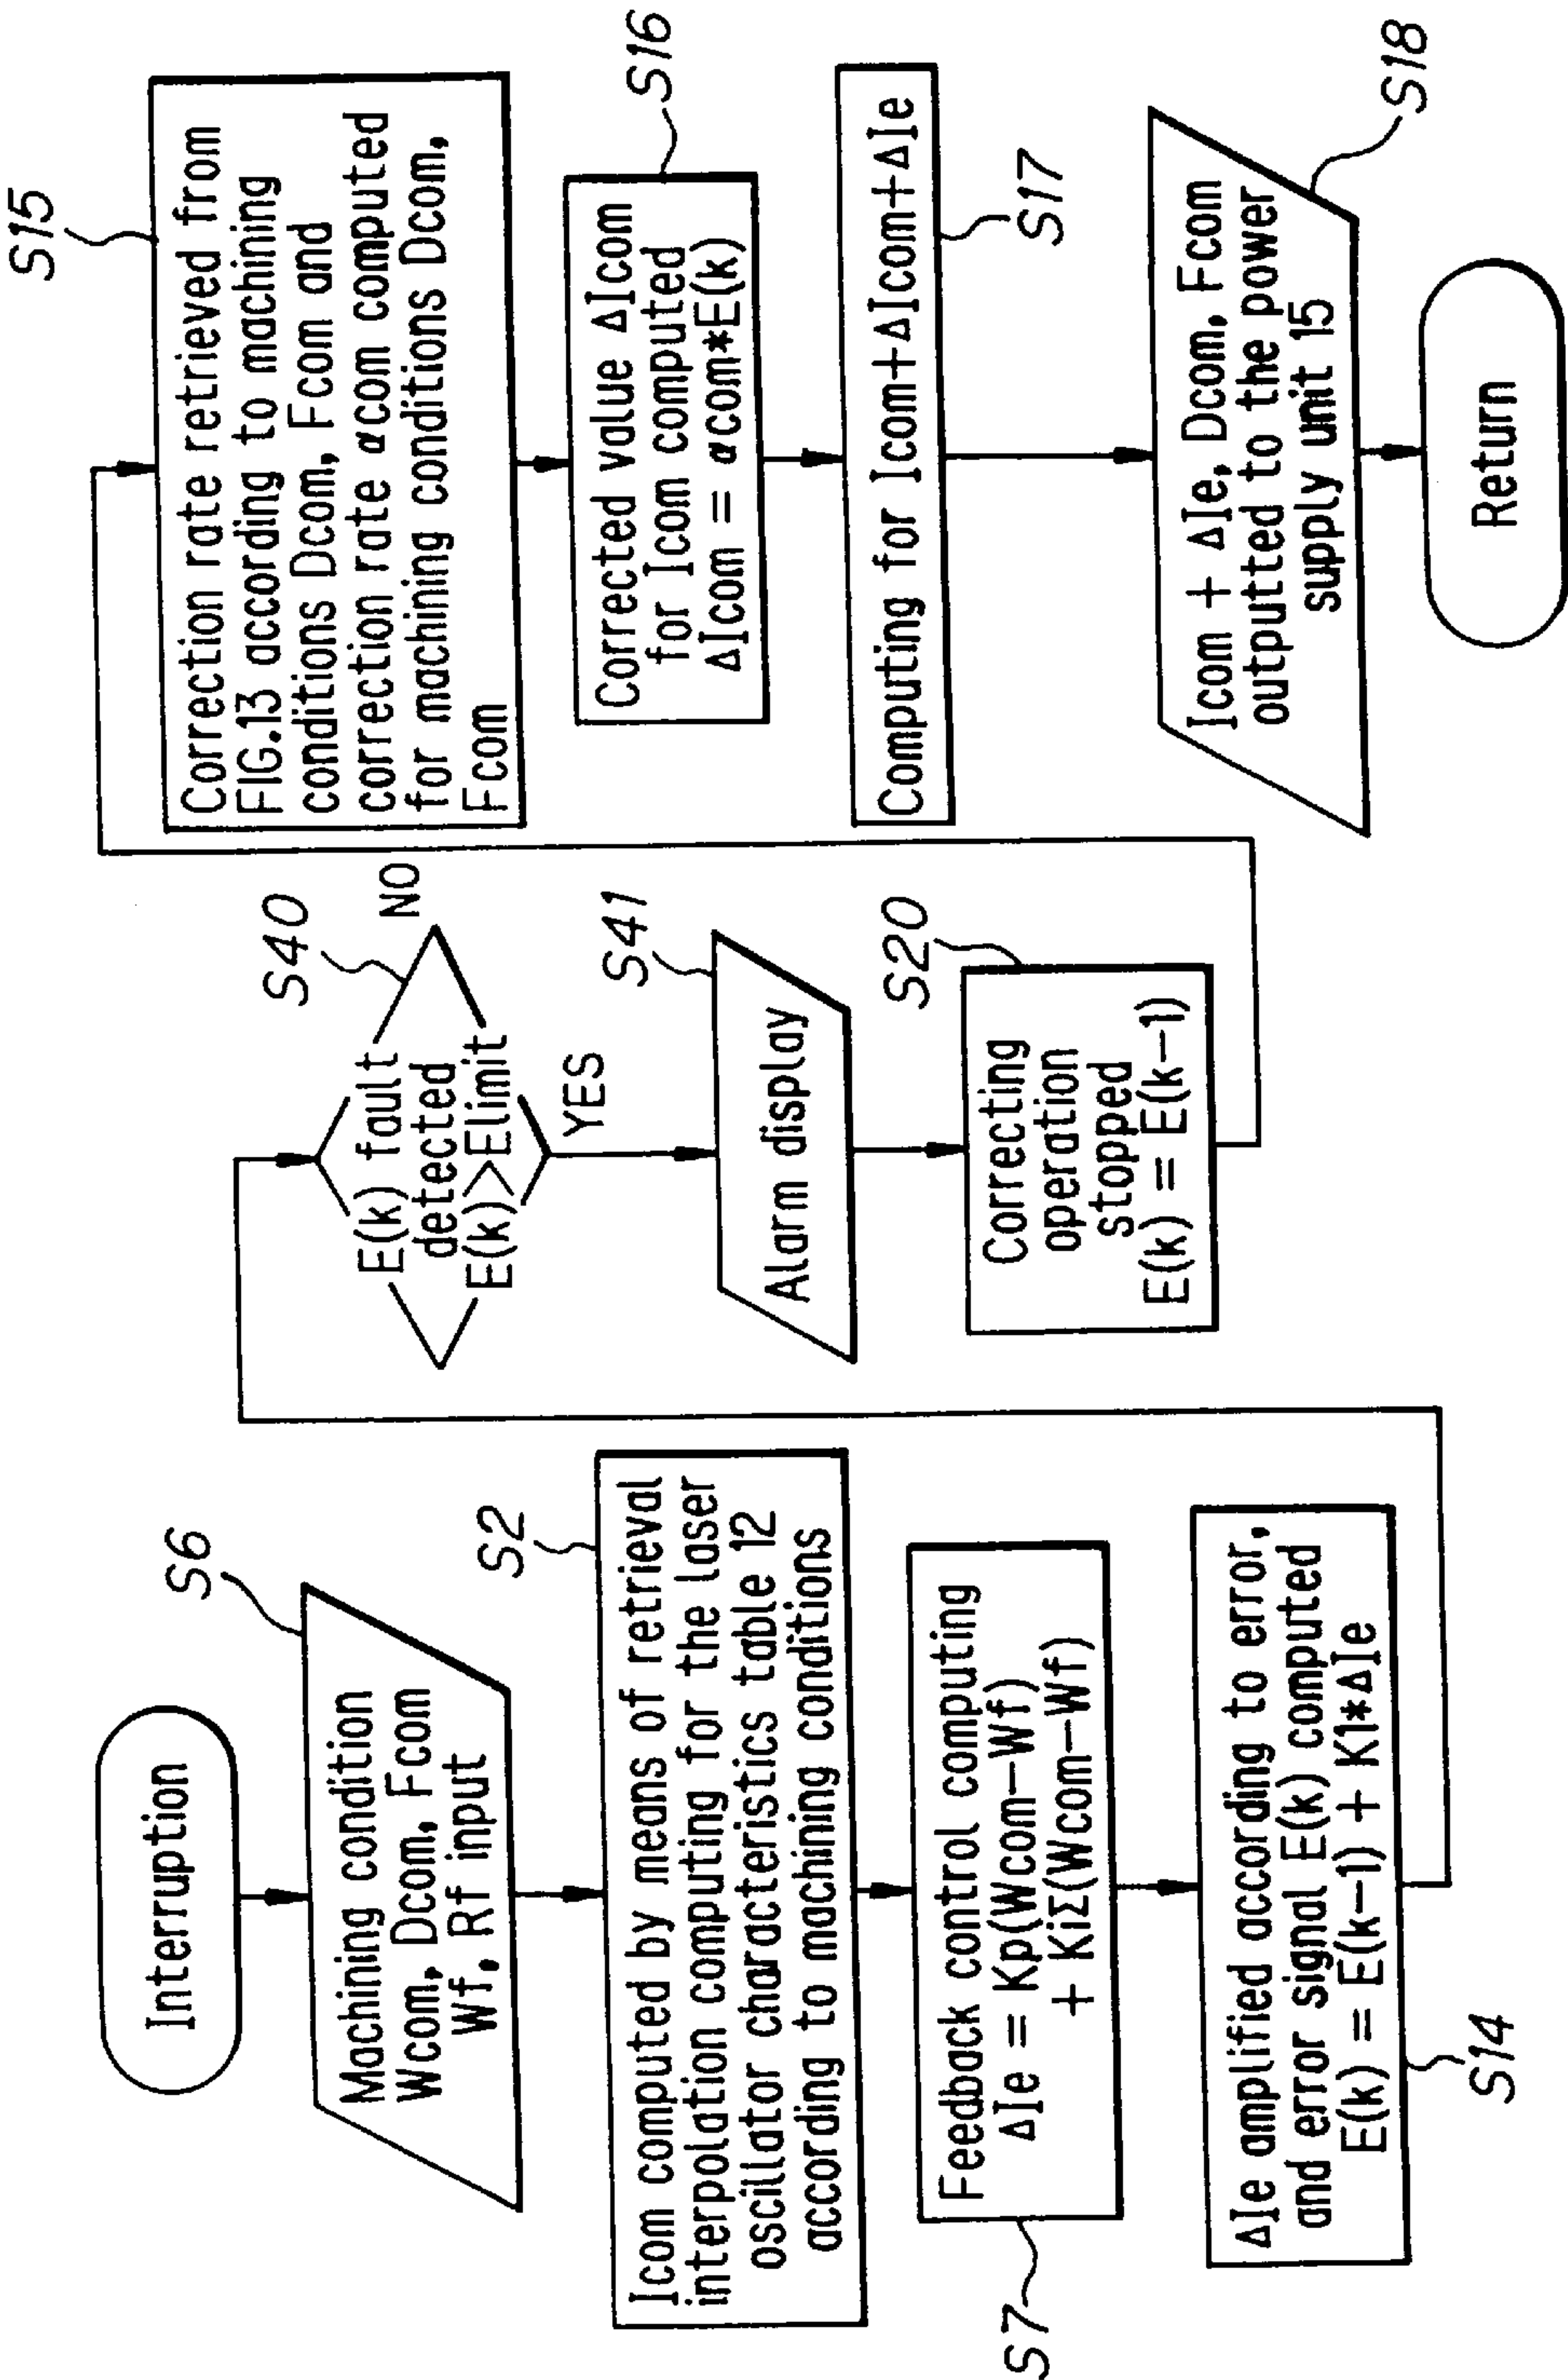 Interruption
S6
Machining condition
Wcom, Dcom, Fcom
Wf, Rf input
S2
Icom computed by means of retrieval
interpolation computing for the laser
oscillator characteristics table 12
according to machining conditions
S7
Feedback control computing
ΔIe = Kp(Wcom-Wf)
+ KiΣ(Wcom-Wf)
ΔIe amplified according to error,
and error signal E(k) computed
E(k) = E(k-1) + K1*ΔIe
S14
S40
E(k) fault
detected
E(k)>Elimit
NO
YES
S41
Alarm display
S20
Correcting
operation
stopped
E(k) = E(k-1)
S15
Correction rate retrieved from
FIG.13 according to machining
conditions Dcom, Fcom and
correction rate αcom computed
for machining conditions Dcom,
Fcom
S16
Corrected value ΔIcom
for Icom computed
ΔIcom = αcom*E(k)
Computing for Icom+ΔIcom+ΔIe
S17
Icom + ΔIe, Dcom, Fcom
outputted to the power
supply unit 15
S18
Return